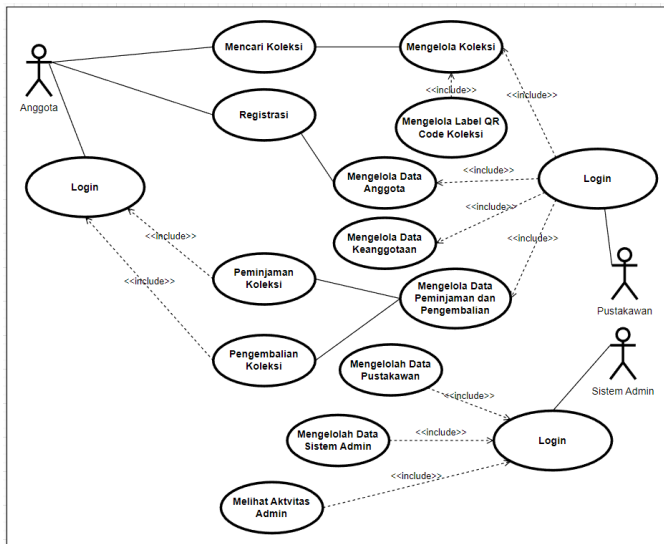 Mencari Koleksi
Mengelola Koleksi
<<include>>
<<include>>
Anggota
Registrasi
Mengelola Label QR
Code Koleksi
<<include>>
Login
Mengelola Data
Anggota
Login
<<include>>
<<include>>
<<include>>
Mengelola Data
Keanggotaan
<<include>>
Peminjaman
Koleksi
Mengelola Data
Peminjaman dan
Pengembalian
Pustakawan
Pengembalian
Koleksi
Mengelolah Data
Pustakawan
Sistem Admin
<<include>>
Mengelolah Data
Sistem Admin
<<include>>
Login
<<include>>
Melihat Aktvitas
Admin